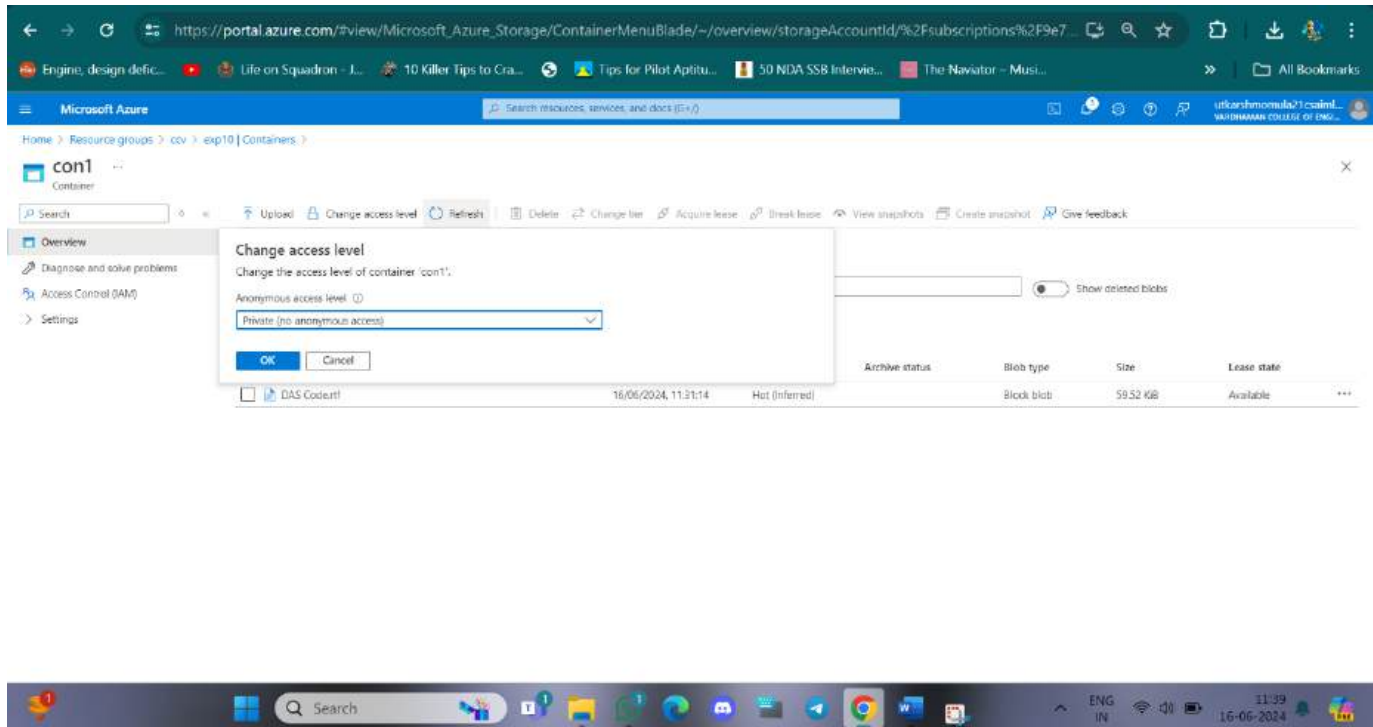 https://portal.azure.com/#view/Microsoft_Azure_Storage/ContainerMenuBlade/~/overview/storageAccountId/%2Fsubscriptions%2F9e7...
Engine, design defic... Life on Squadron - J... 10 Killer Tips to Cra... Tips for Pilot Aptitu... 50 NDA SSB Intervie... The Naviator – Musi... » All Bookmarks
Microsoft Azure Search resources, services, and docs (G+/) utkarshmomula21csaiml...
VARDHAMAN COLLEGE OF ENGI...
Home > Resource groups > ccv > exp10 | Containers >
con1 ...
Container
Search Upload Change access level Refresh Delete Change tier Acquire lease Break lease View snapshots Create snapshot Give feedback
Overview
Diagnose and solve problems
Access Control (IAM)
Settings
Change access level
Change the access level of container 'con1'.
Anonymous access level
Private (no anonymous access)
OK Cancel
Show deleted blobs
Archive status Blob type Size Lease state
DAS Code.rtf 16/06/2024, 11:31:14 Hot (Inferred) Block blob 59.52 KiB Available ...
Search ENG
IN 11:39
16-06-2024